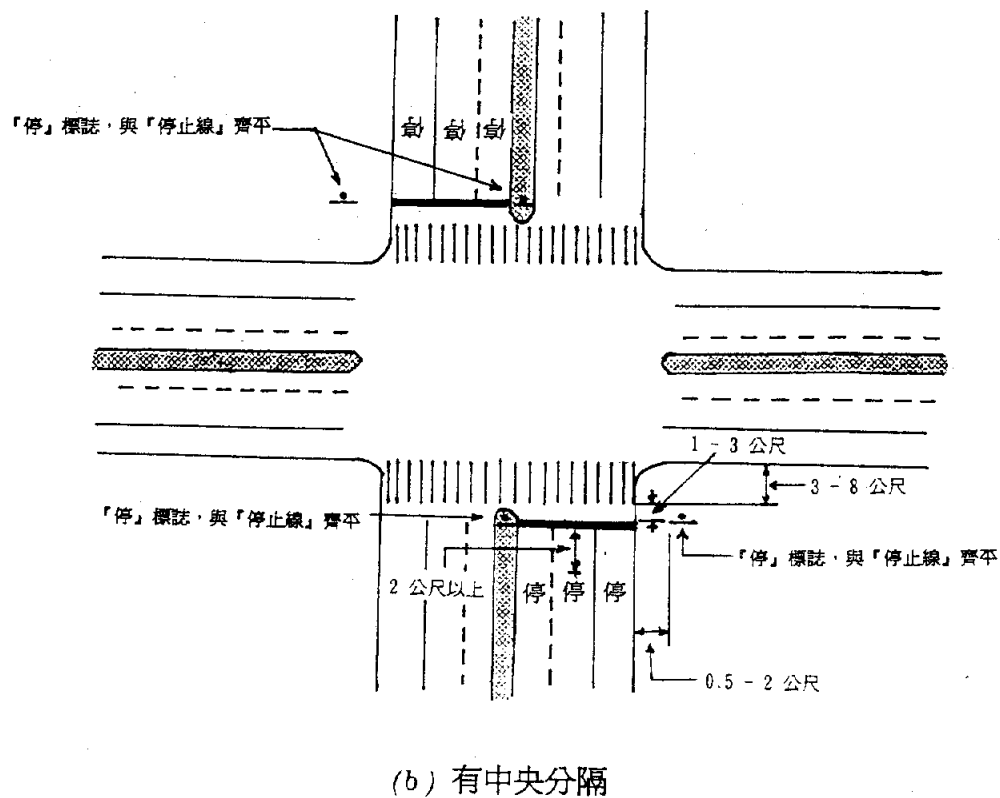 停 停 停
『停』標誌，與『停止線』齊平
1 - 3 公尺
3 - 8 公尺
『停』標誌，與『停止線』齊平
『停』標誌，與『停止線』齊平
2 公尺以上
停 停 停
0.5 - 2 公尺
(b) 有中央分隔